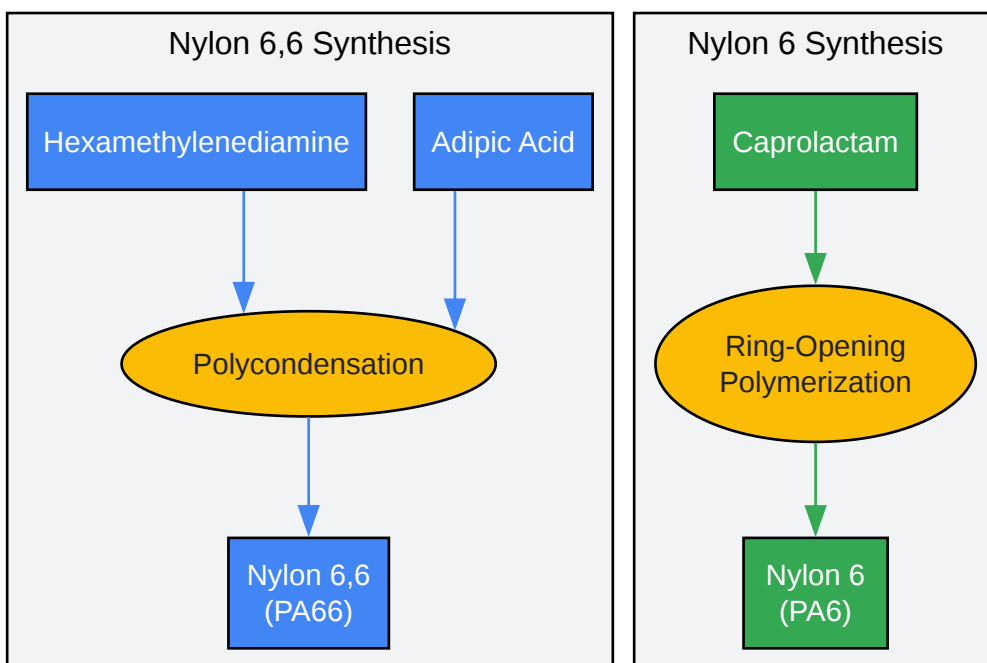 Nylon 6,6 Synthesis
Hexamethylenediamine
Adipic Acid
Polycondensation
Nylon 6,6
(PA66)
Nylon 6 Synthesis
Caprolactam
Ring-Opening
Polymerization
Nylon 6
(PA6)